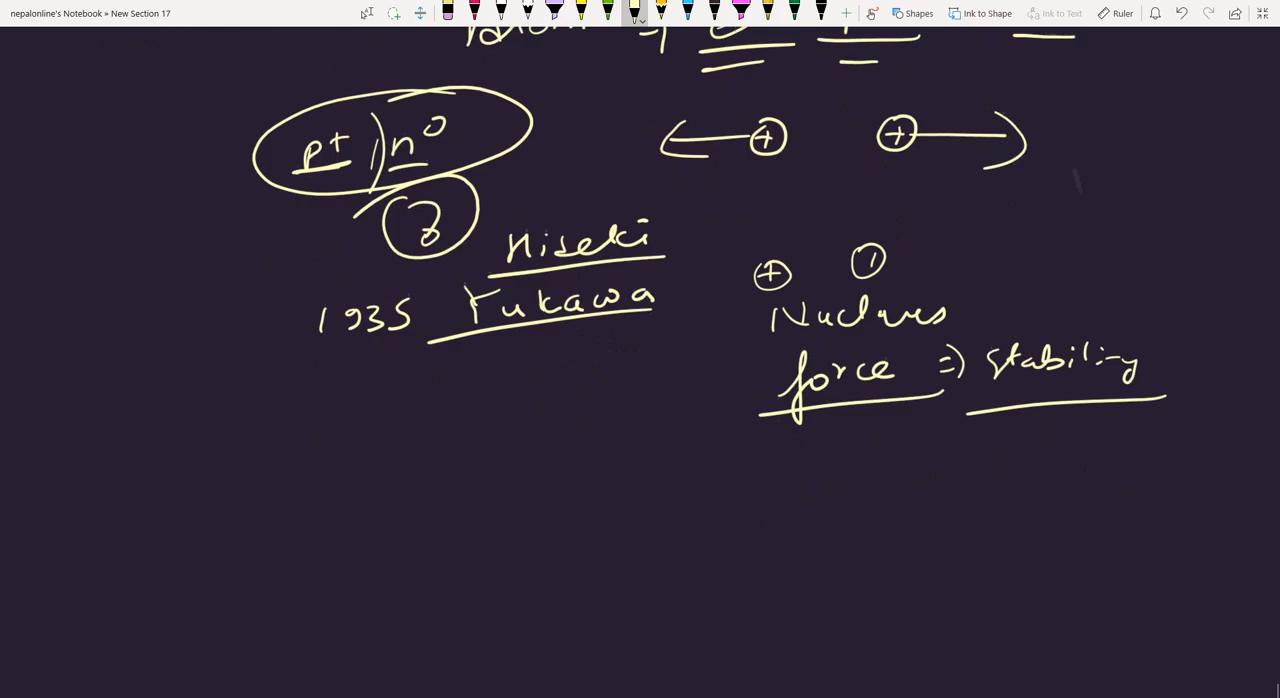 nepalonline's Notebook » New Section 17
Shapes Ink to Shape Ink to Text Ruler
p+ n0
+ +
Hiseki
1935 Yukawa
+
Nucleus
force => stability